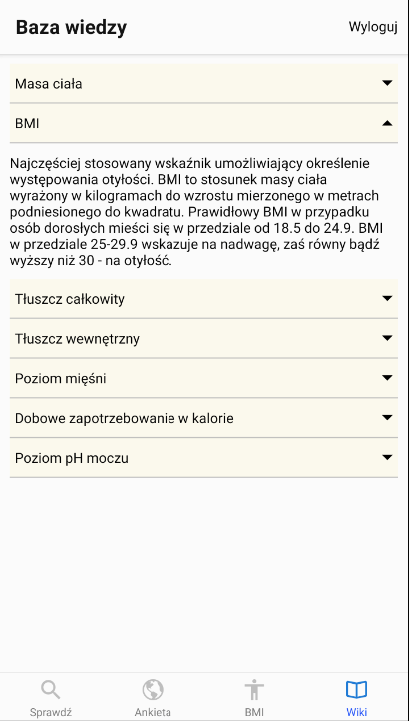 Baza wiedzy
Wyloguj
Masa ciała
BMI
Najczęściej stosowany wskaźnik umożliwiający określenie
występowania otyłości. BMI to stosunek masy ciała
wyrażony w kilogramach do wzrostu mierzonego w metrach
podniesionego do kwadratu. Prawidłowy BMI w przypadku
osób dorosłych mieści się w przedziale od 18.5 do 24.9. BMI
w przedziale 25-29.9 wskazuje na nadwagę, zaś równy bądź
wyższy niż 30 - na otyłość.
Tłuszcz całkowity
Tłuszcz wewnętrzny
Poziom mięśni
Dobowe zapotrzebowanie w kalorie
Poziom pH moczu
Sprawdź
Ankieta
BMI
Wiki